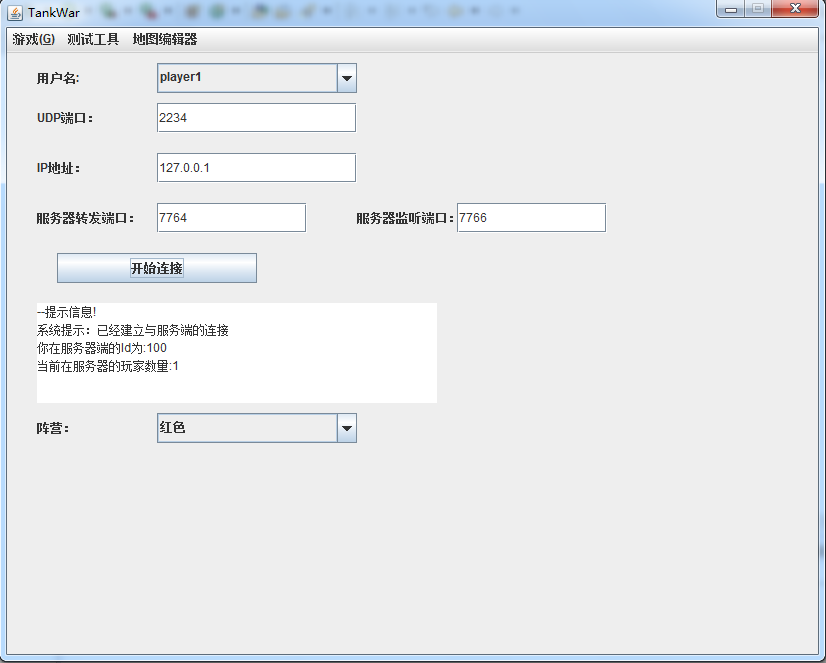 TankWar
游戏(G) 测试工具 地图编辑器
用户名: player1
UDP端口： 2234
IP地址： 127.0.0.1
服务器转发端口： 7764 服务器监听端口： 7766
开始连接
--提示信息!
系统提示：已经建立与服务端的连接
你在服务器端的Id为:100
当前在服务器的玩家数量:1
阵营： 红色